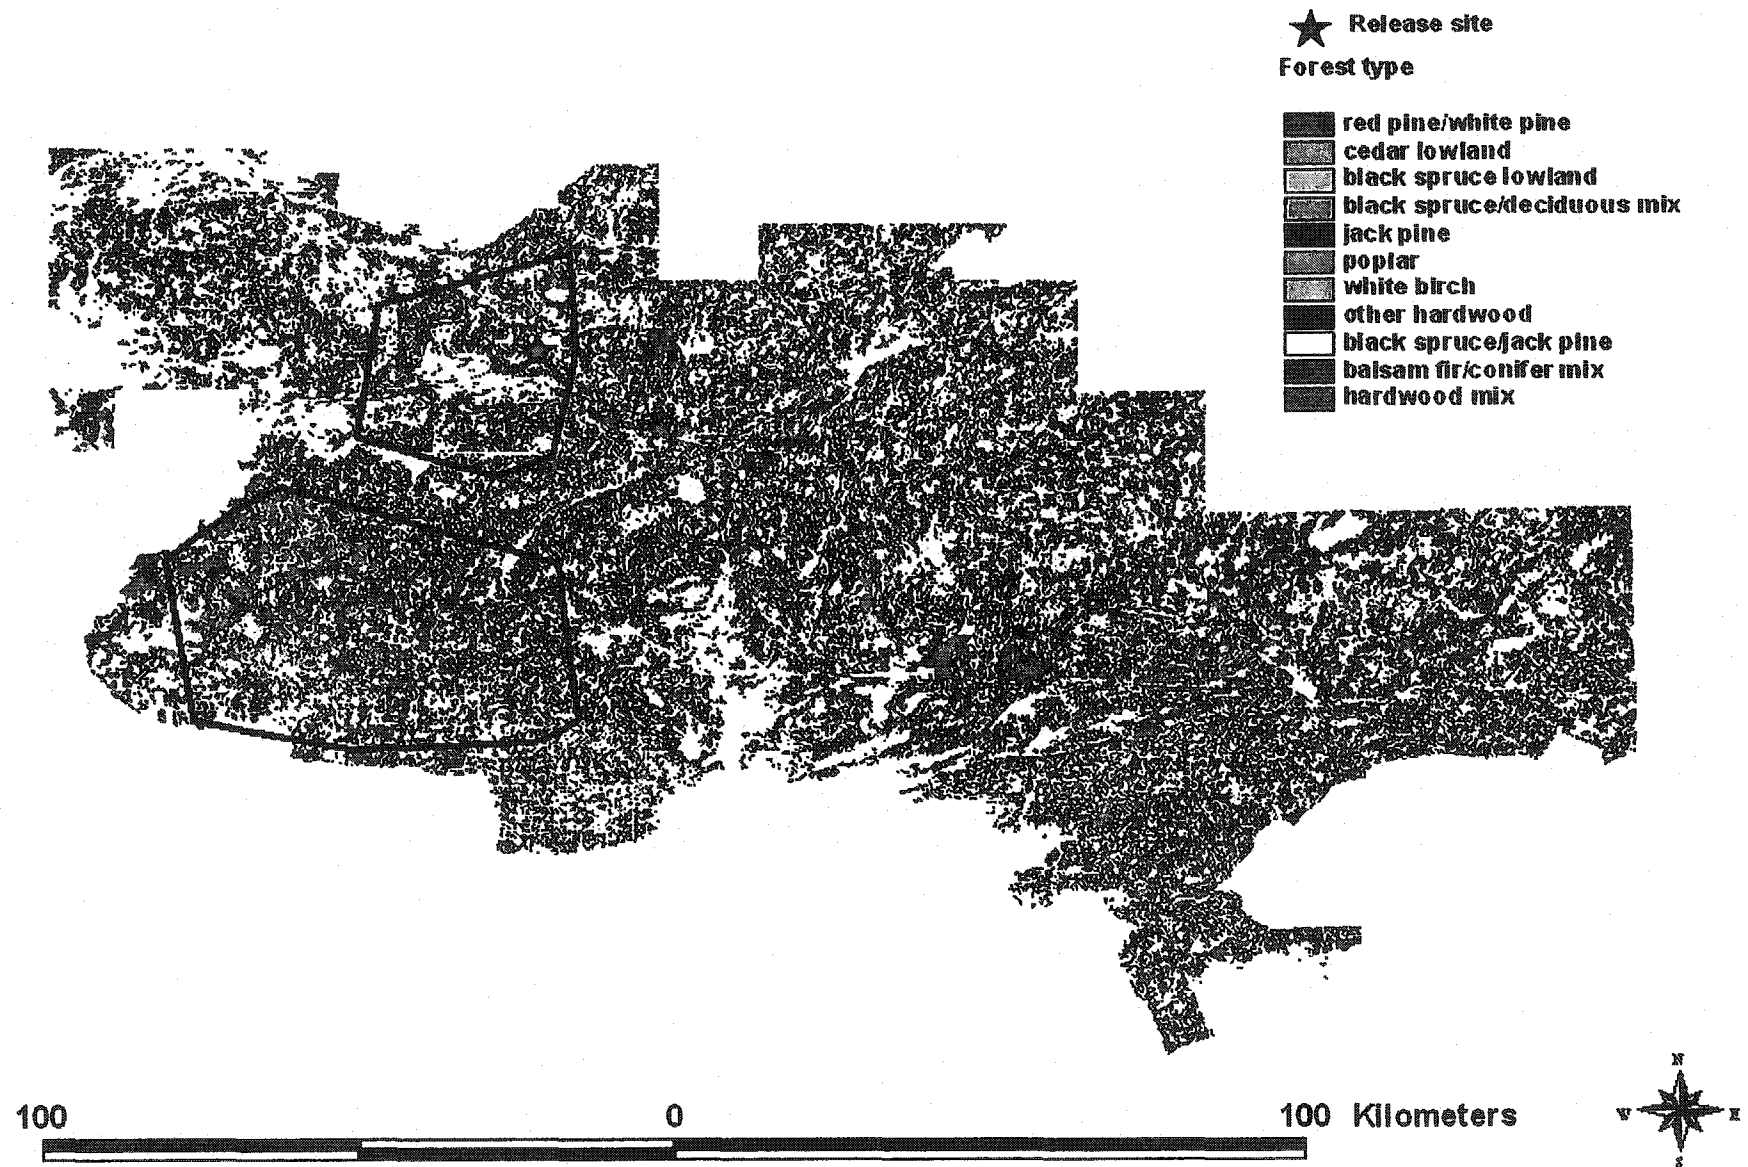 Release site
Forest type
red pine/white pine
cedar lowland
black spruce lowland
black spruce/deciduous mix
jack pine
poplar
white birch
other hardwood
black spruce/jack pine
balsam fir/conifer mix
hardwood mix
N
W E
S
100 0 100 Kilometers